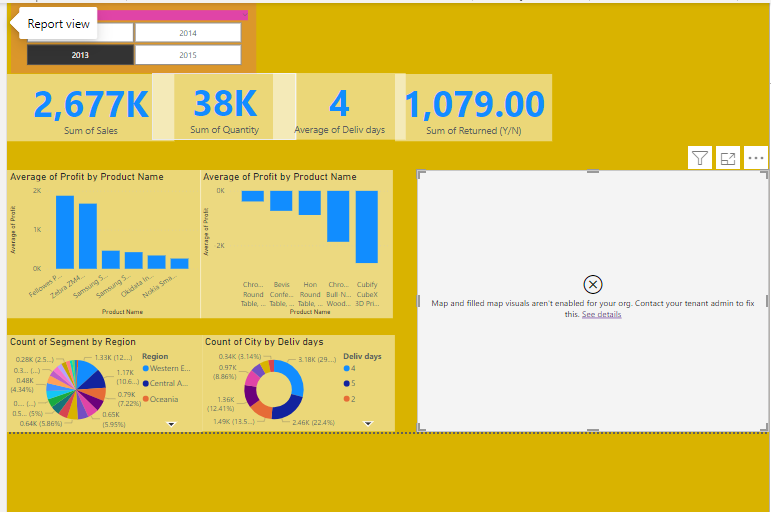 Report view
2014
2013
2015
2,677K
Sum of Sales
38K
Sum of Quantity
4
Average of Deliv days
1,079.00
Sum of Returned (Y/N)
Average of Profit by Product Name
2K
1K
0K
Average of Profit
Fellowes P...
Zebra ZM4...
Samsung S...
Samsung S...
Okidata In...
Nokia Sma...
Product Name
Average of Profit by Product Name
0K
-2K
Average of Profit
Chro...
Round
Table, ...
Bevis
Confe...
Table, ...
Hon
Round
Table, ...
Chro...
Bull N...
Wood...
Cubify
CubeX
3D Pri...
Product Name
Map and filled map visuals aren't enabled for your org. Contact your tenant admin to fix
this. See details
Count of Segment by Region
0.28K (2.5...)
0.3... (...)
0.48K
(4.34%)
0.... (...)
0.5... (5%)
0.64K (5.86%)
1.33K (12....)
1.17K
(10.6...)
0.79K
(7.22%)
0.65K
(5.95%)
Region
Western E...
Central A...
Oceania
Count of City by Deliv days
0.34K (3.14%)
0.97K
(8.86%)
1.36K
(12.41%)
1.49K (13.5...)
3.18K (29....)
2.46K (22.4%)
Deliv days
4
5
2